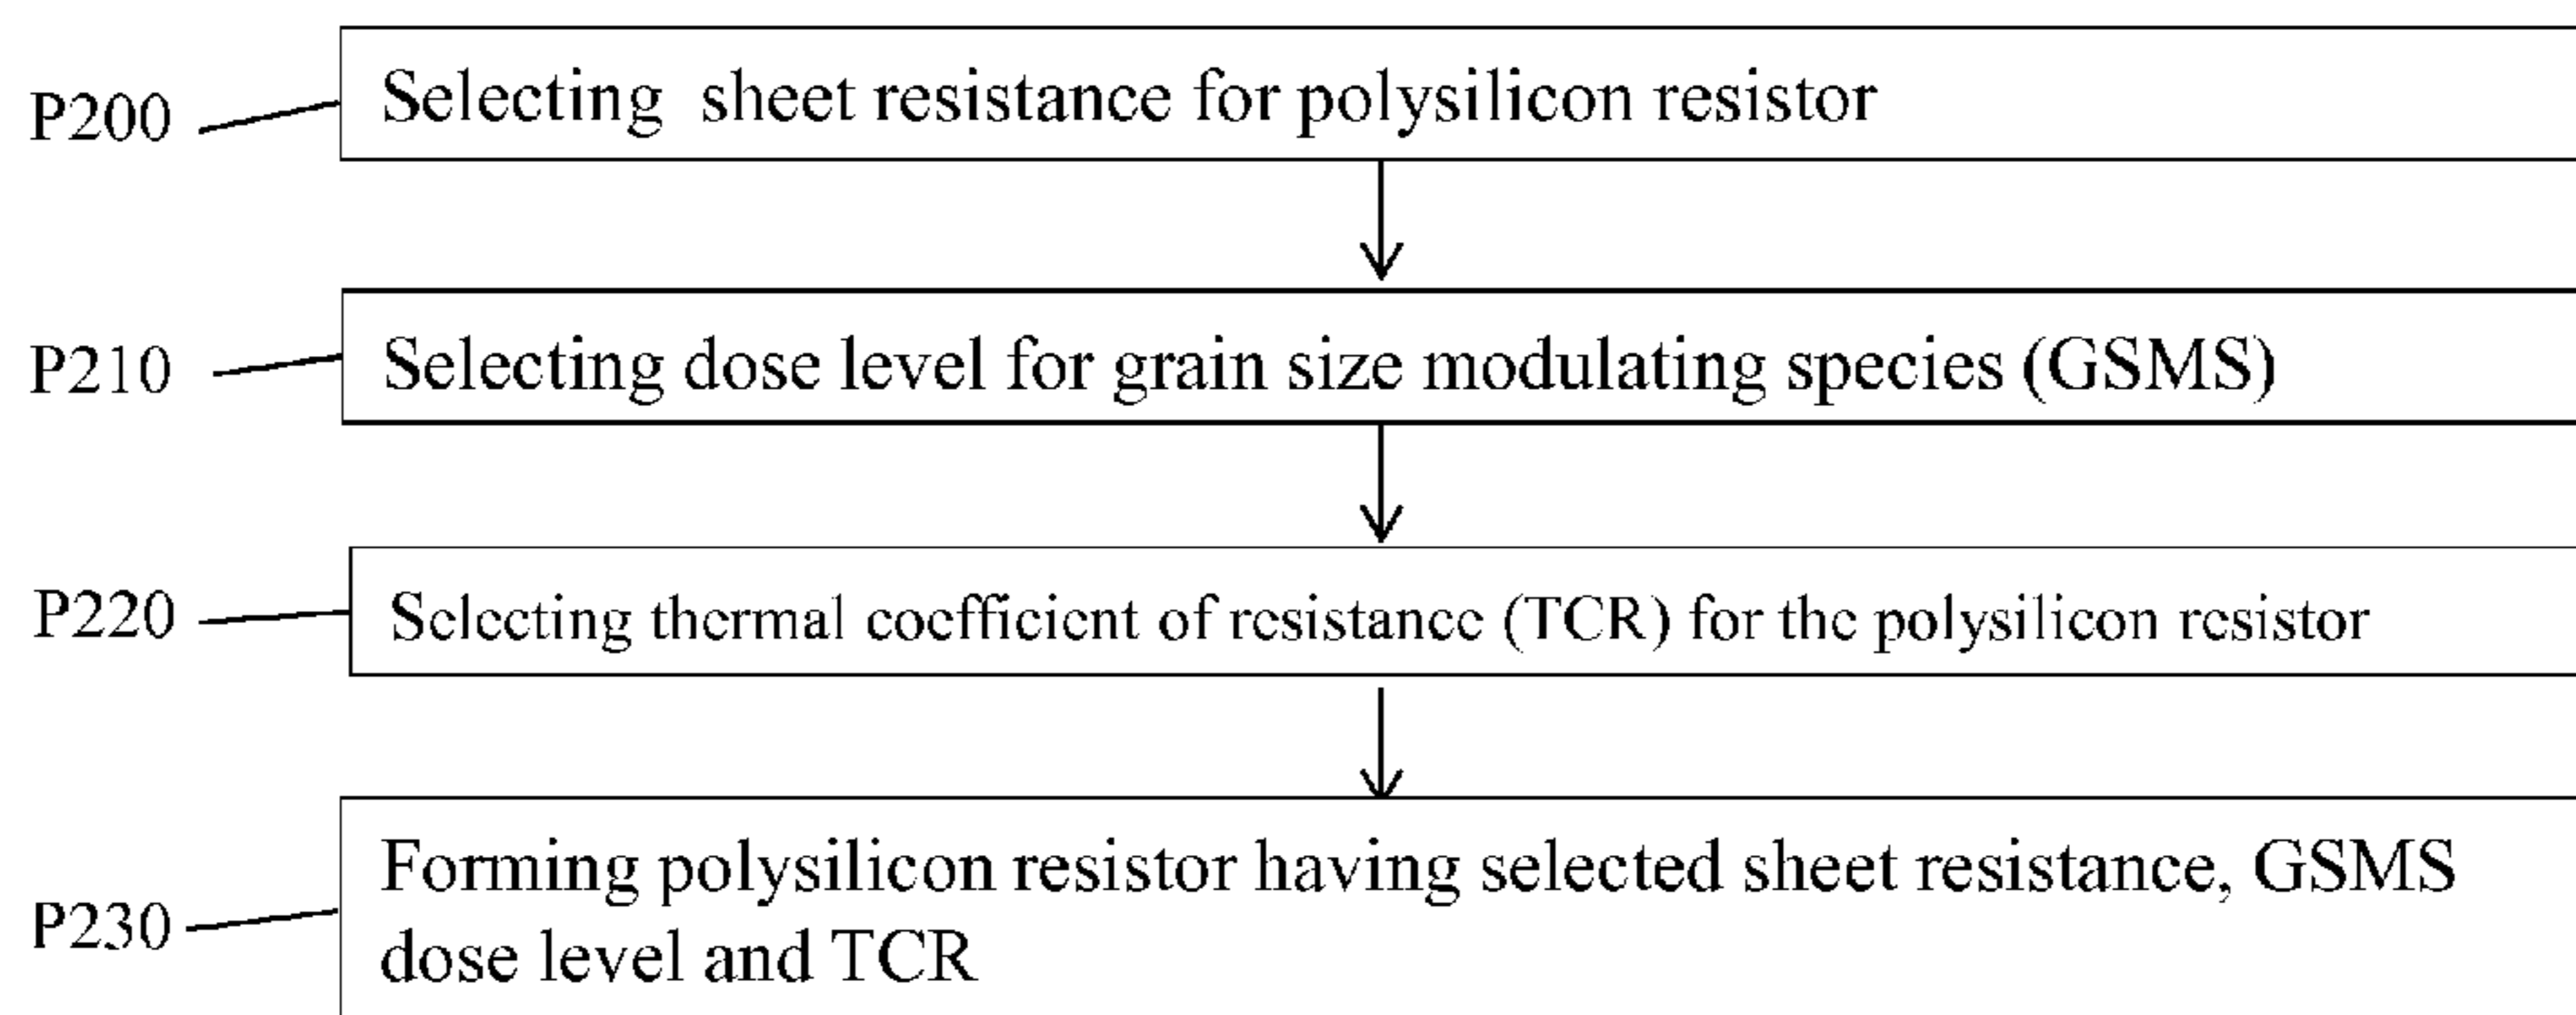 P200
Selecting sheet resistance for polysilicon resistor
P210
Selecting dose level for grain size modulating species (GSMS)
P220
Selecting thermal coefficient of resistance (TCR) for the polysilicon resistor
P230
Forming polysilicon resistor having selected sheet resistance, GSMS
dose level and TCR